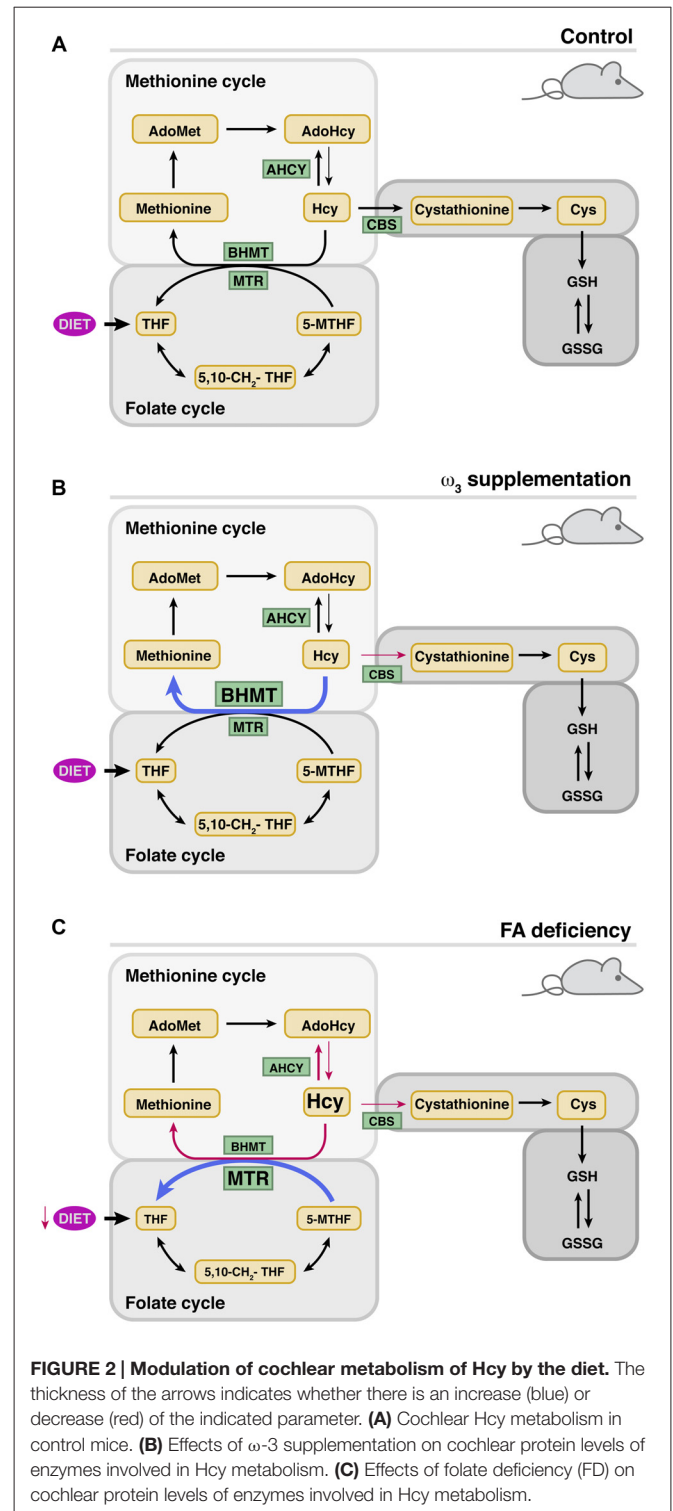 A
Control
Methionine cycle
AdoMet
AdoHcy
AHCY
Methionine
Hcy
CBS
Cystathionine
Cys
BHMT
MTR
GSH
DIET
THF
5-MTHF
GSSG
5,10-CH₂- THF
Folate cycle
B
ω₃ supplementation
Methionine cycle
AdoMet
AdoHcy
AHCY
Methionine
Hcy
CBS
Cystathionine
Cys
BHMT
MTR
GSH
DIET
THF
5-MTHF
GSSG
5,10-CH₂- THF
Folate cycle
C
FA deficiency
Methionine cycle
AdoMet
AdoHcy
AHCY
Methionine
Hcy
CBS
Cystathionine
Cys
BHMT
MTR
GSH
DIET
THF
5-MTHF
GSSG
5,10-CH₂- THF
Folate cycle
FIGURE 2 | Modulation of cochlear metabolism of Hcy by the diet. The
thickness of the arrows indicates whether there is an increase (blue) or
decrease (red) of the indicated parameter. (A) Cochlear Hcy metabolism in
control mice. (B) Effects of ω-3 supplementation on cochlear protein levels of
enzymes involved in Hcy metabolism. (C) Effects of folate deficiency (FD) on
cochlear protein levels of enzymes involved in Hcy metabolism.